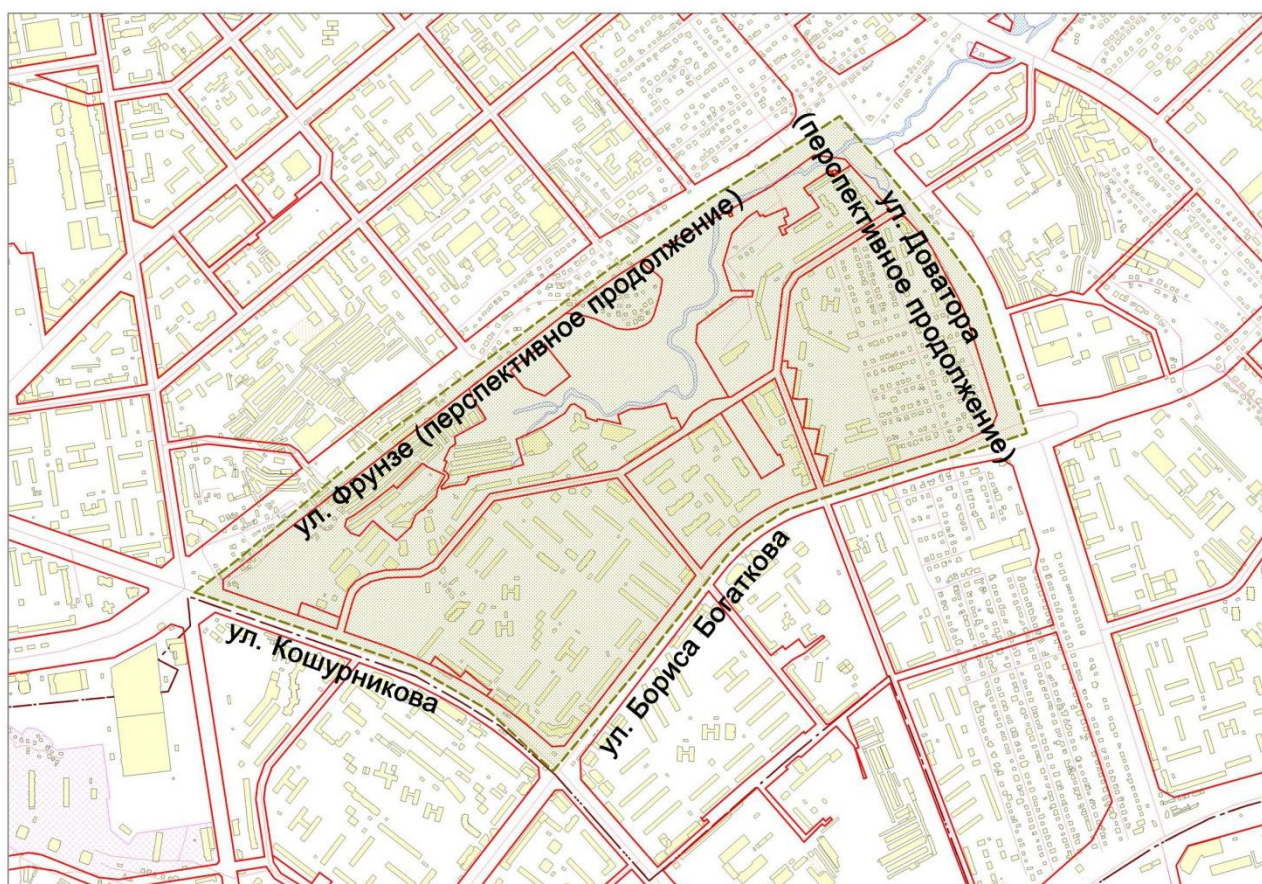 ул. Фрунзе (перспективное продолжение)
ул. Доватора
(перспективное продолжение)
ул. Бориса Богаткова
ул. Кошурникова